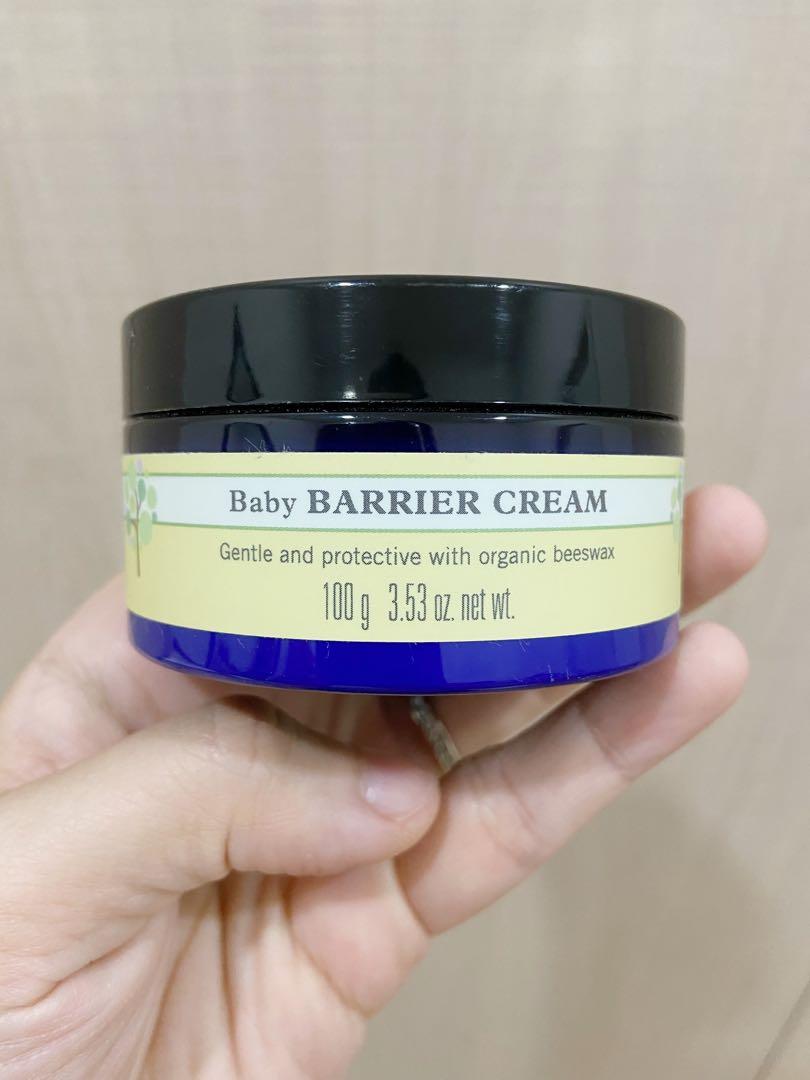 Baby BARRIER CREAM
Gentle and protective with organic beeswax
100 g 3.53 oz. net wt.